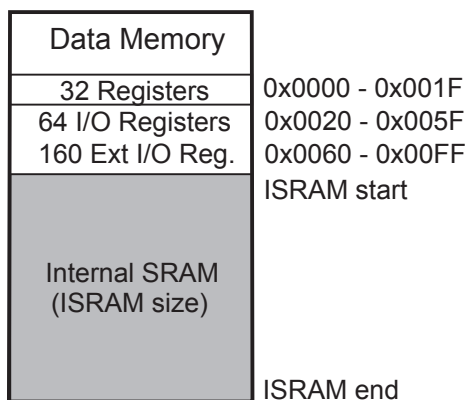 Data Memory
32 Registers 0x0000 - 0x001F
64 I/O Registers 0x0020 - 0x005F
160 Ext I/O Reg. 0x0060 - 0x00FF
ISRAM start
Internal SRAM
(ISRAM size)
ISRAM end